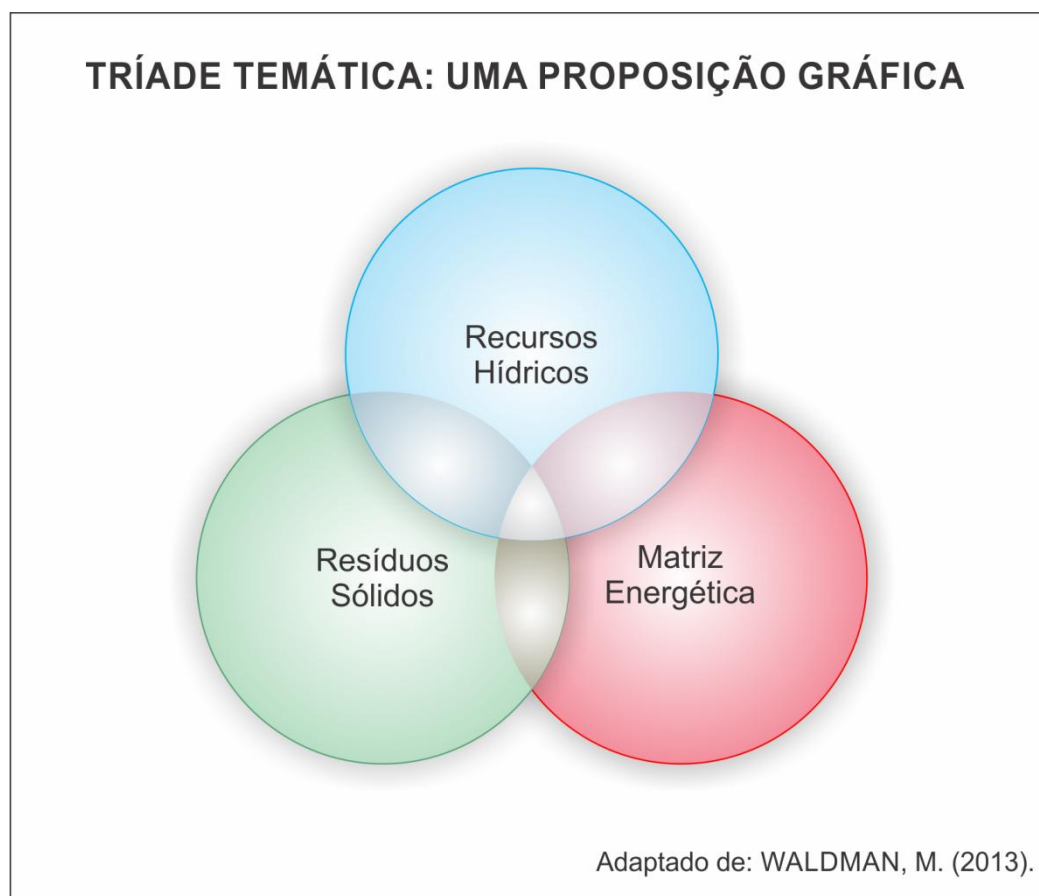 TRÍADE TEMÁTICA: UMA PROPOSIÇÃO GRÁFICA
Recursos
Hídricos
Resíduos
Sólidos
Matriz
Energética
Adaptado de: WALDMAN, M. (2013).